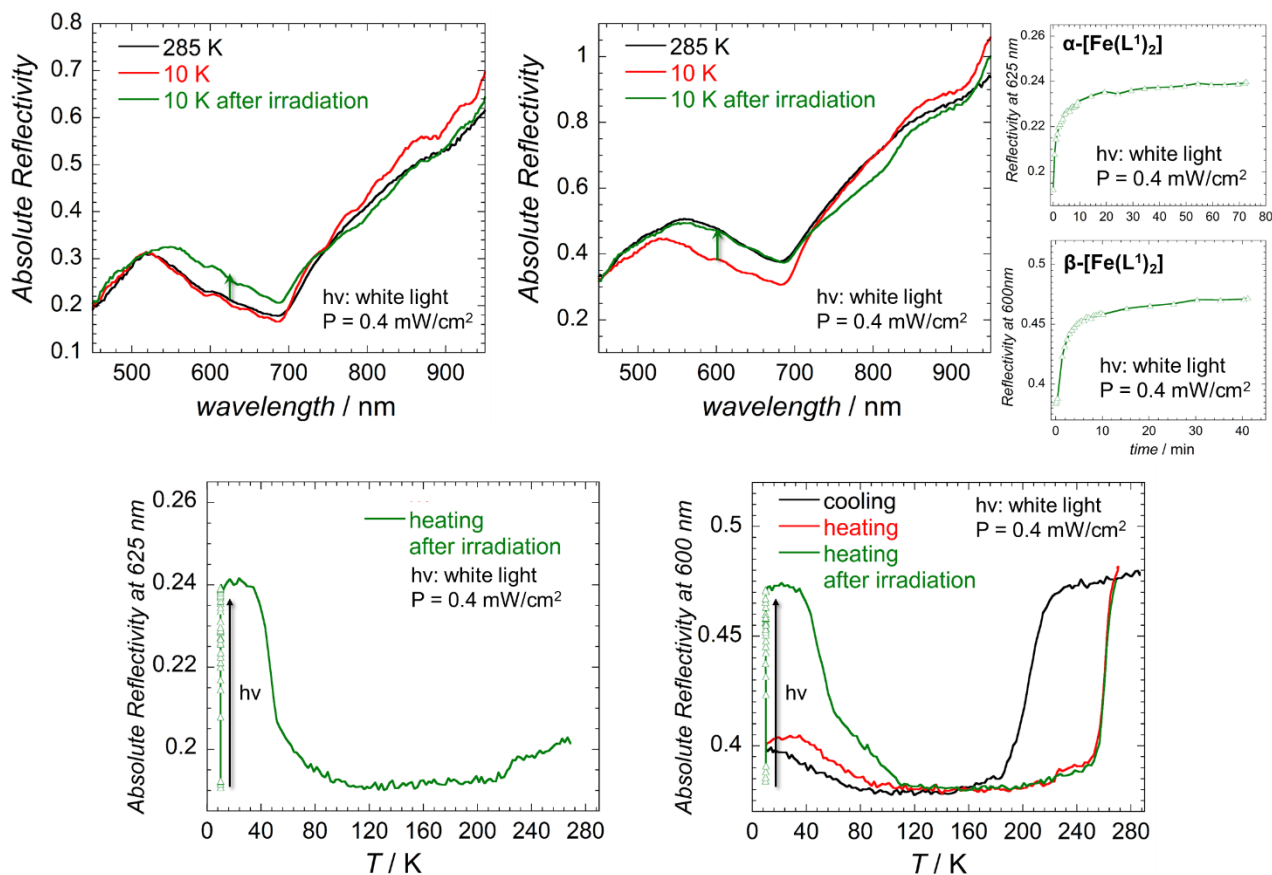 0.8
0.7
0.6
0.5
0.4
0.3
0.2
0.1
Absolute Reflectivity
285 K
10 K
10 K after irradiation
hν: white light
P = 0.4 mW/cm²
500 600 700 800 900
wavelength / nm
1
0.8
0.6
0.4
0.2
Absolute Reflectivity
285 K
10 K
10 K after irradiation
hν: white light
P = 0.4 mW/cm²
500 600 700 800 900
wavelength / nm
0.26
0.24
0.22
0.2
Reflectivity at 625 nm
α-[Fe(L¹)₂]
hν: white light
P = 0.4 mW/cm²
0 10 20 30 40 50 60 70 80
0.5
0.45
0.4
Reflectivity at 600nm
β-[Fe(L¹)₂]
hν: white light
P = 0.4 mW/cm²
0 10 20 30 40
time / min
0.26
0.24
0.22
0.2
Absolute Reflectivity at 625 nm
heating
after irradiation
hν: white light
P = 0.4 mW/cm²
hν
0 40 80 120 160 200 240 280
T / K
0.5
0.45
0.4
Absolute Reflectivity at 600 nm
cooling
heating
heating
after irradiation
hν: white light
P = 0.4 mW/cm²
hν
0 40 80 120 160 200 240 280
T / K